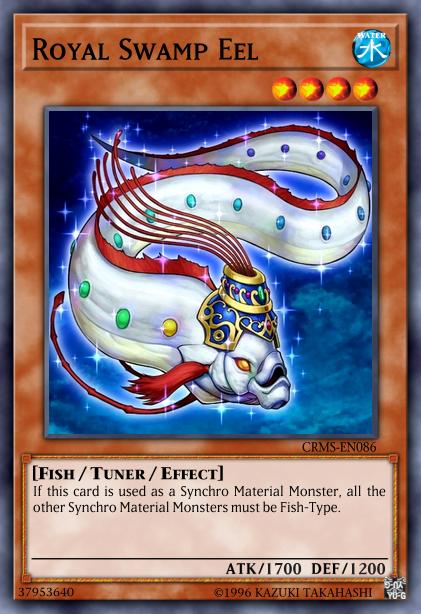 Royal Swamp Eel
WATER
水
CRMS-EN086
[Fish / Tuner / Effect]
If this card is used as a Synchro Material Monster, all the
other Synchro Material Monsters must be Fish-Type.
ATK/1700 DEF/1200
37953640
©1996 KAZUKI TAKAHASHI